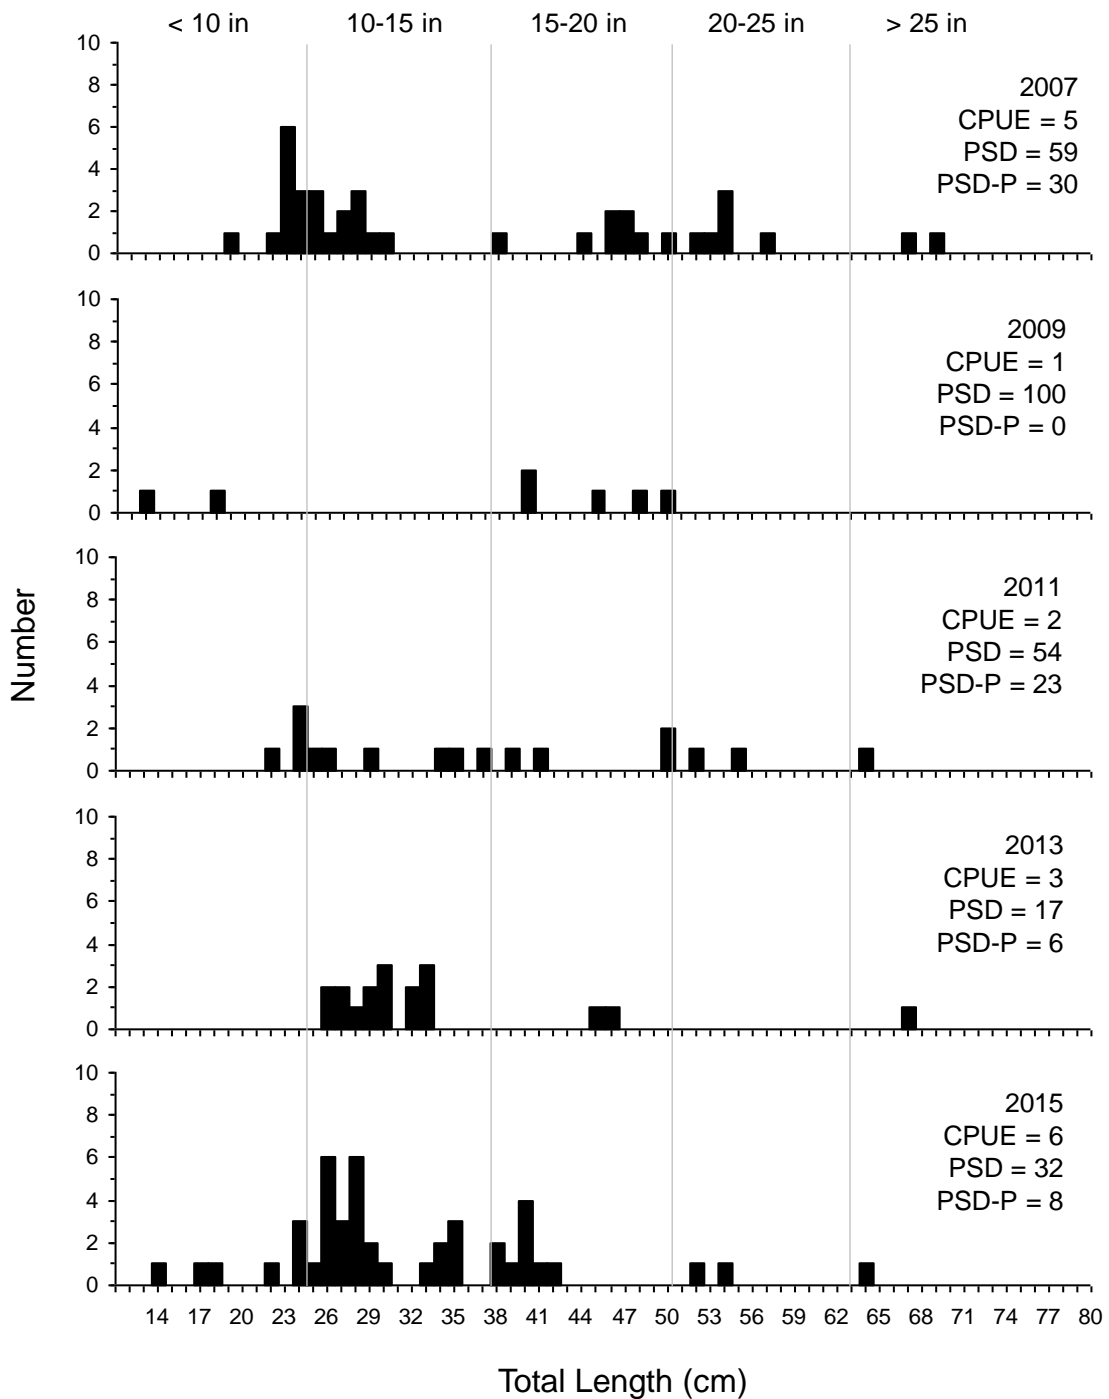 < 10 in 10-15 in 15-20 in 20-25 in > 25 in
10
8
6
4
2
0
2007
CPUE = 5
PSD = 59
PSD-P = 30
10
8
6
4
2
0
2009
CPUE = 1
PSD = 100
PSD-P = 0
Number
10
8
6
4
2
0
2011
CPUE = 2
PSD = 54
PSD-P = 23
10
8
6
4
2
0
2013
CPUE = 3
PSD = 17
PSD-P = 6
10
8
6
4
2
0
2015
CPUE = 6
PSD = 32
PSD-P = 8
14 17 20 23 26 29 32 35 38 41 44 47 50 53 56 59 62 65 68 71 74 77 80
Total Length (cm)